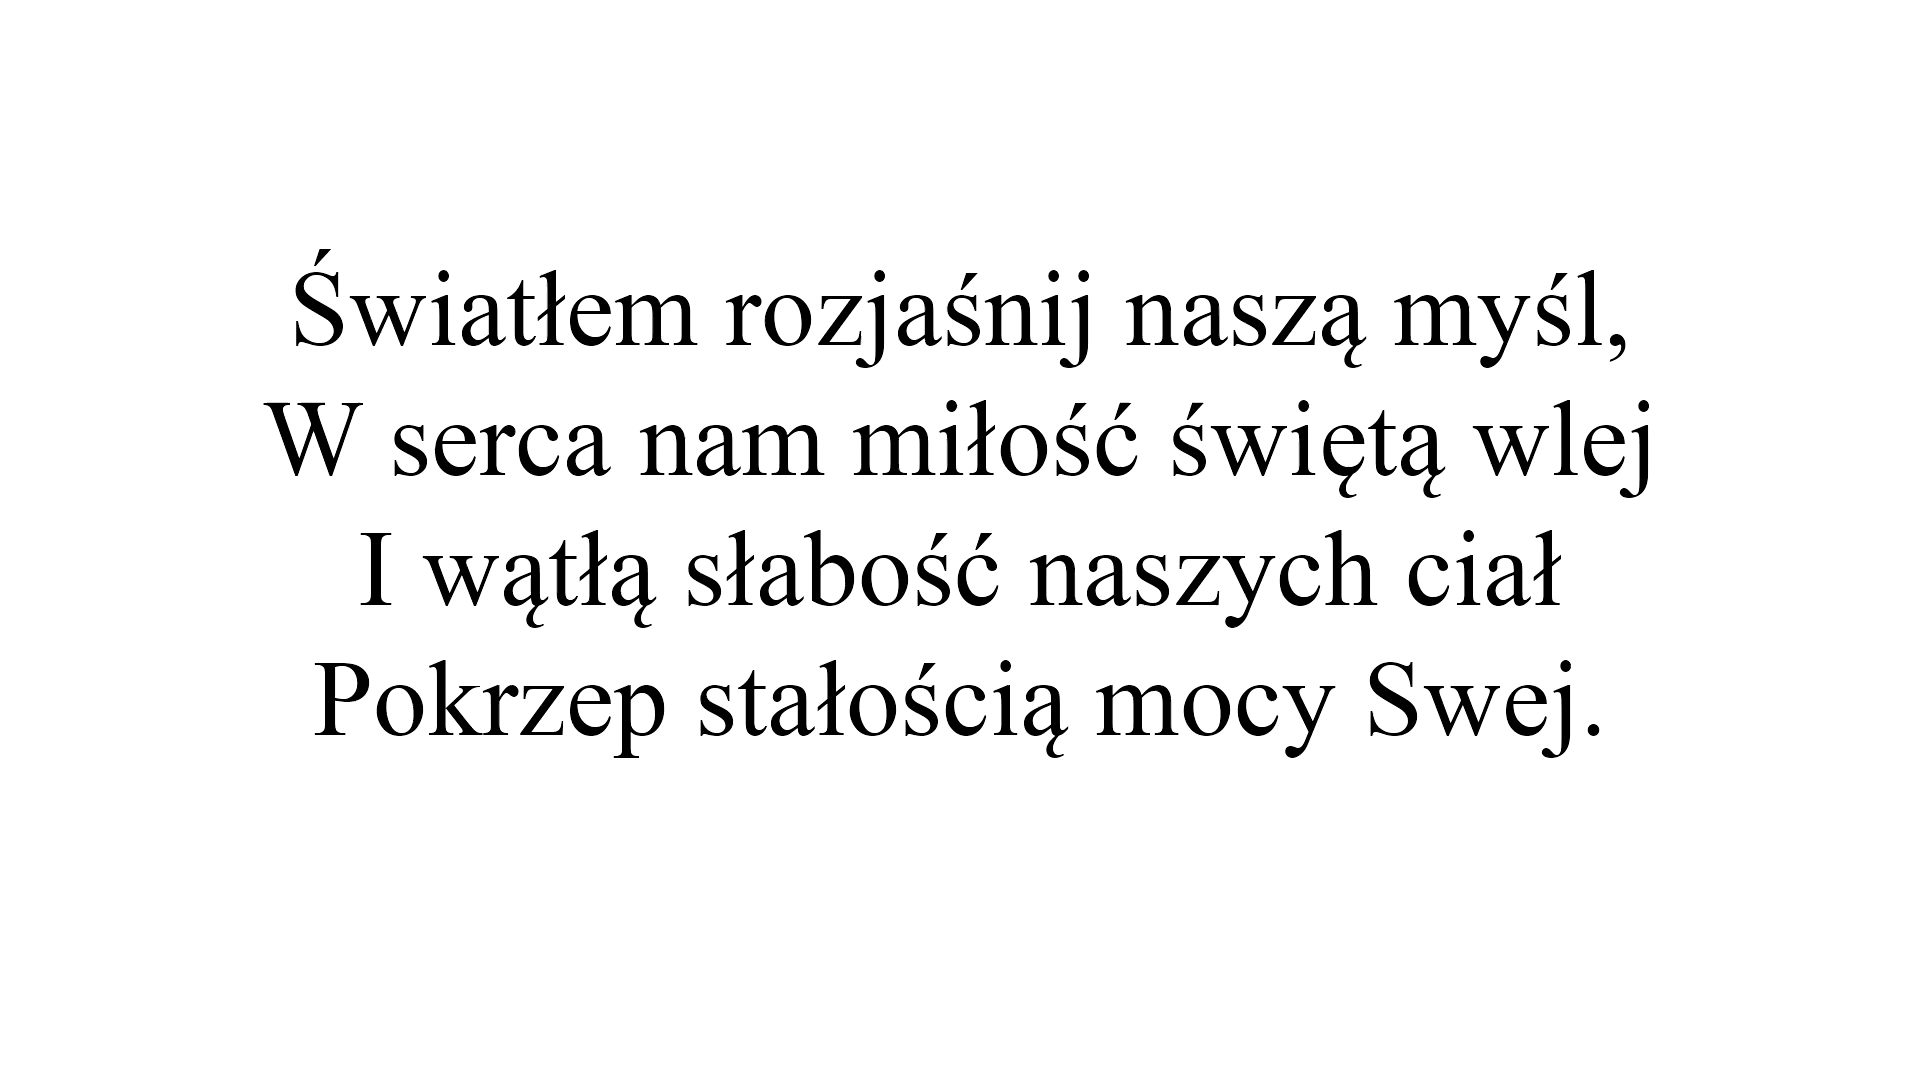 Światłem rozjaśnij naszą myśl,
W serca nam miłość świętą wlej
I wątłą słabość naszych ciał
Pokrzep stałością mocy Swej.